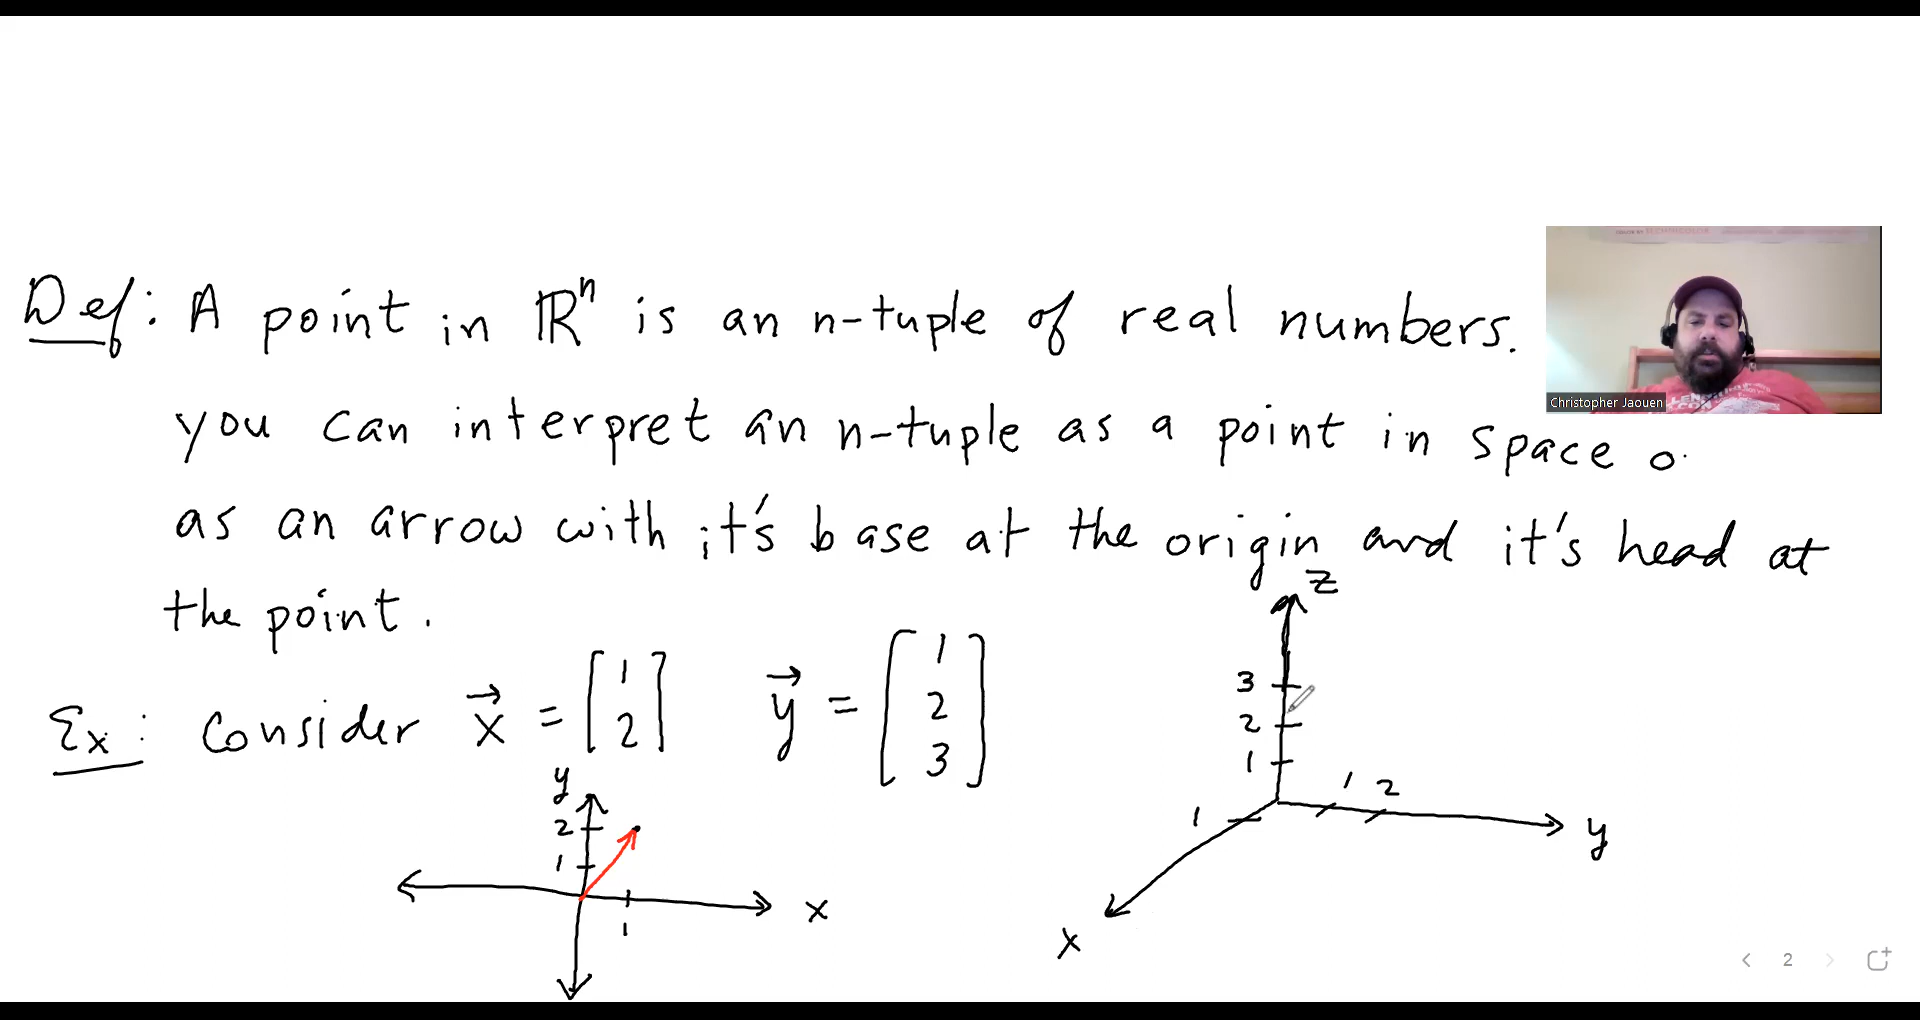 Def: A point in ℝⁿ is an n-tuple of real numbers.
you can interpret an n-tuple as a point in space
as an arrow with it's base at the origin and it's head at
the point.
Ex: Consider x⃗ = [1 2] y⃗ = [1 2 3]
y
2
1
x
1
z
3
2
1
1 2
1
y
x
Christopher Jaouen
2